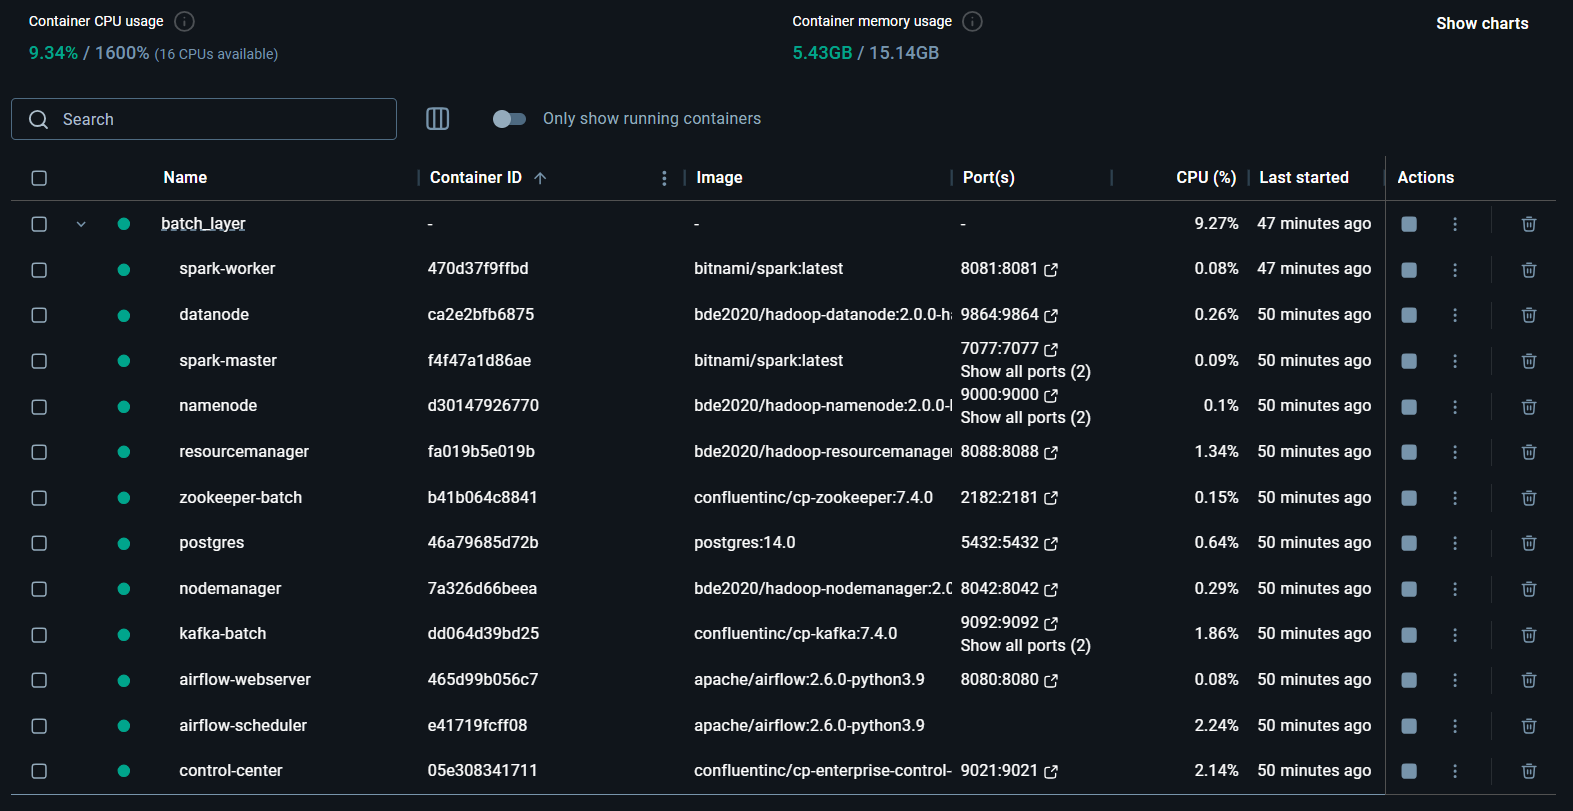 Container CPU usage
9.34% / 1600% (16 CPUs available)
Container memory usage
5.43GB / 15.14GB
Show charts
Search
Only show running containers
Name Container ID Image Port(s) CPU (%) Last started Actions
batch_layer - - - 9.27% 47 minutes ago
spark-worker 470d37f9ffbd bitnami/spark:latest 8081:8081 0.08% 47 minutes ago
datanode ca2e2bfb6875 bde2020/hadoop-datanode:2.0.0-ha 9864:9864 0.26% 50 minutes ago
spark-master f4f47a1d86ae bitnami/spark:latest 7077:7077 0.09% 50 minutes ago
Show all ports (2)
namenode d30147926770 bde2020/hadoop-namenode:2.0.0- 9000:9000 0.1% 50 minutes ago
Show all ports (2)
resourcemanager fa019b5e019b bde2020/hadoop-resourcemanager 8088:8088 1.34% 50 minutes ago
zookeeper-batch b41b064c8841 confluentinc/cp-zookeeper:7.4.0 2182:2181 0.15% 50 minutes ago
postgres 46a79685d72b postgres:14.0 5432:5432 0.64% 50 minutes ago
nodemanager 7a326d66beea bde2020/hadoop-nodemanager:2.0 8042:8042 0.29% 50 minutes ago
kafka-batch dd064d39bd25 confluentinc/cp-kafka:7.4.0 9092:9092 1.86% 50 minutes ago
Show all ports (2)
airflow-webserver 465d99b056c7 apache/airflow:2.6.0-python3.9 8080:8080 0.08% 50 minutes ago
airflow-scheduler e41719fcff08 apache/airflow:2.6.0-python3.9 2.24% 50 minutes ago
control-center 05e308341711 confluentinc/cp-enterprise-control- 9021:9021 2.14% 50 minutes ago